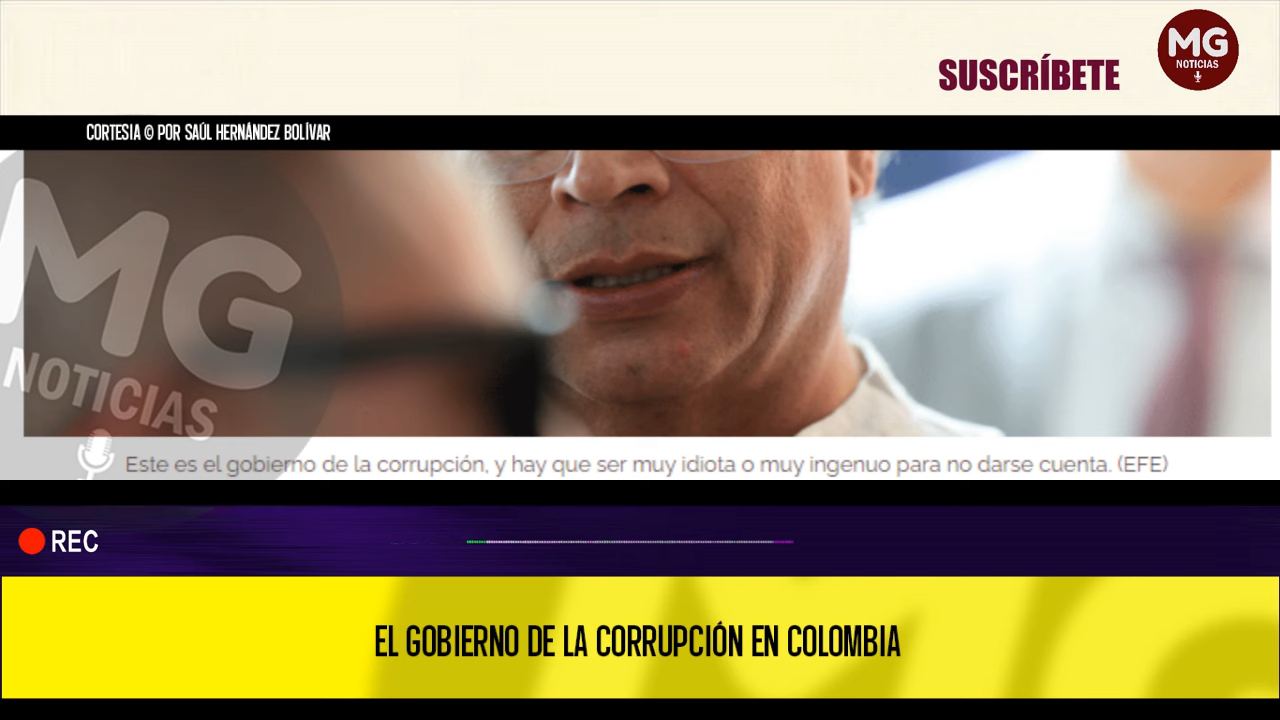 SUSCRÍBETE
MG
NOTICIAS
CORTESIA © POR SAÚL HERNÁNDEZ BOLÍVAR
MG
NOTICIAS
Este es el gobierno de la corrupción, y hay que ser muy idiota o muy ingenuo para no darse cuenta. (EFE)
REC
EL GOBIERNO DE LA CORRUPCIÓN EN COLOMBIA